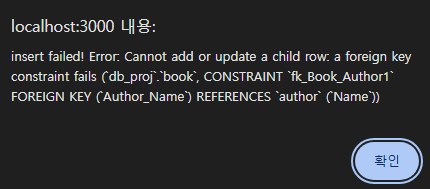 localhost:3000 내용:
insert failed! Error: Cannot add or update a child row: a foreign key
constraint fails (`db_proj`.`book`, CONSTRAINT `fk_Book_Author1`
FOREIGN KEY (`Author_Name`) REFERENCES `author` (`Name`))
확인